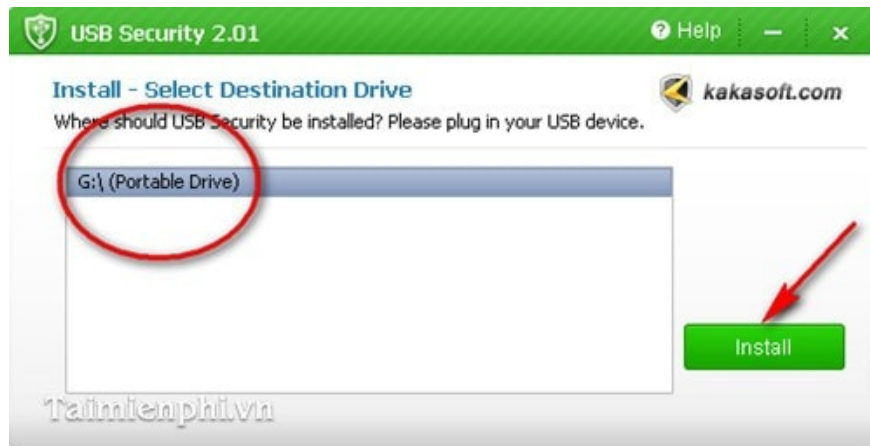 USB Security 2.01
Help
Install - Select Destination Drive
kakasoft.com
Where should USB Security be installed? Please plug in your USB device.
G:\ (Portable Drive)
Install
Taimienphi.vn